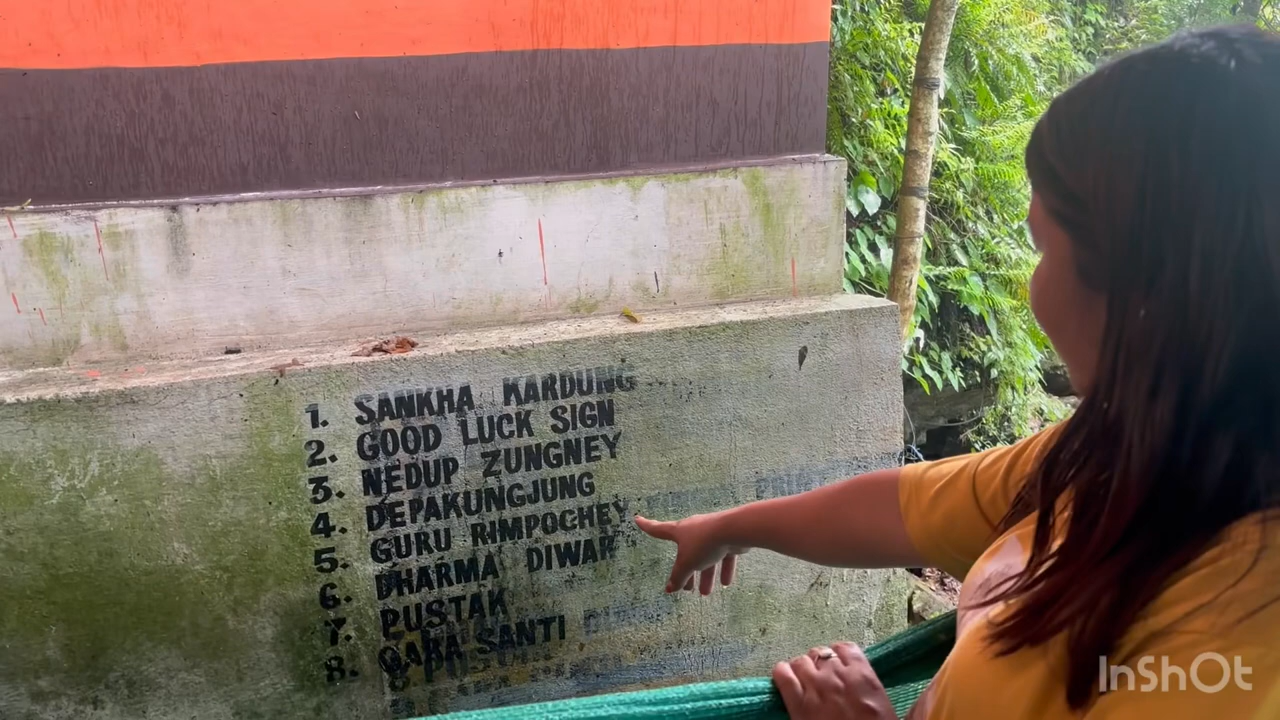 1. SANKHA KARDUNG
2. GOOD LUCK SIGN
3. NEDUP ZUNGNEY
4. DEPAKUNGJUNG
5. GURU RIMPOCHEY
6. DHARMA DIWAR
7. PUSTAK
8. SANTI
InShOt